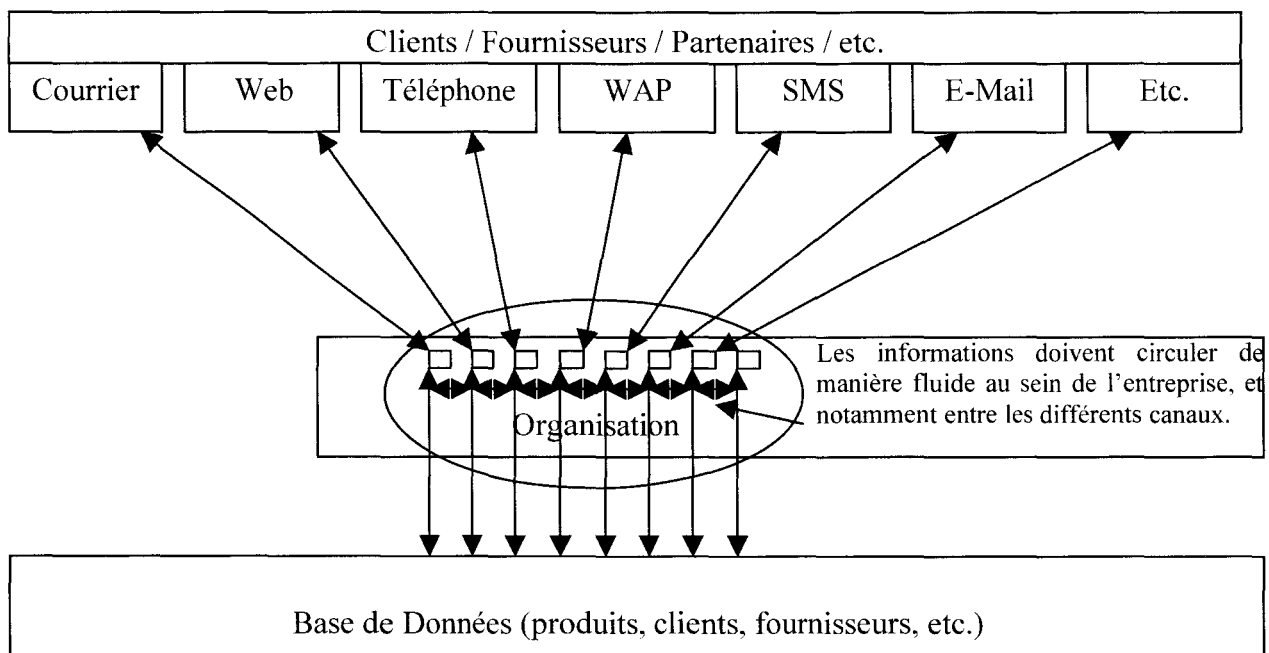 Clients / Fournisseurs / Partenaires / etc.
Courrier Web Téléphone WAP SMS E-Mail Etc.
Les informations doivent circuler de
manière fluide au sein de l'entreprise, et
notamment entre les différents canaux.
Organisation
Base de Données (produits, clients, fournisseurs, etc.)